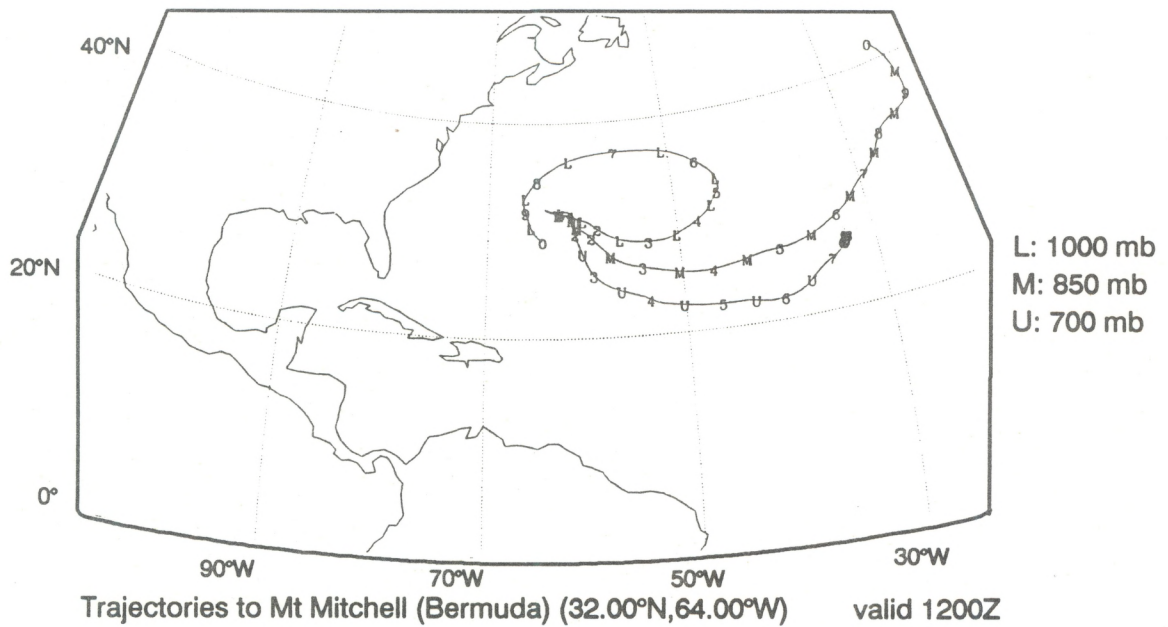 40°N
20°N
0°
90°W
70°W
50°W
30°W
L: 1000 mb
M: 850 mb
U: 700 mb
Trajectories to Mt Mitchell (Bermuda) (32.00°N,64.00°W) valid 1200Z